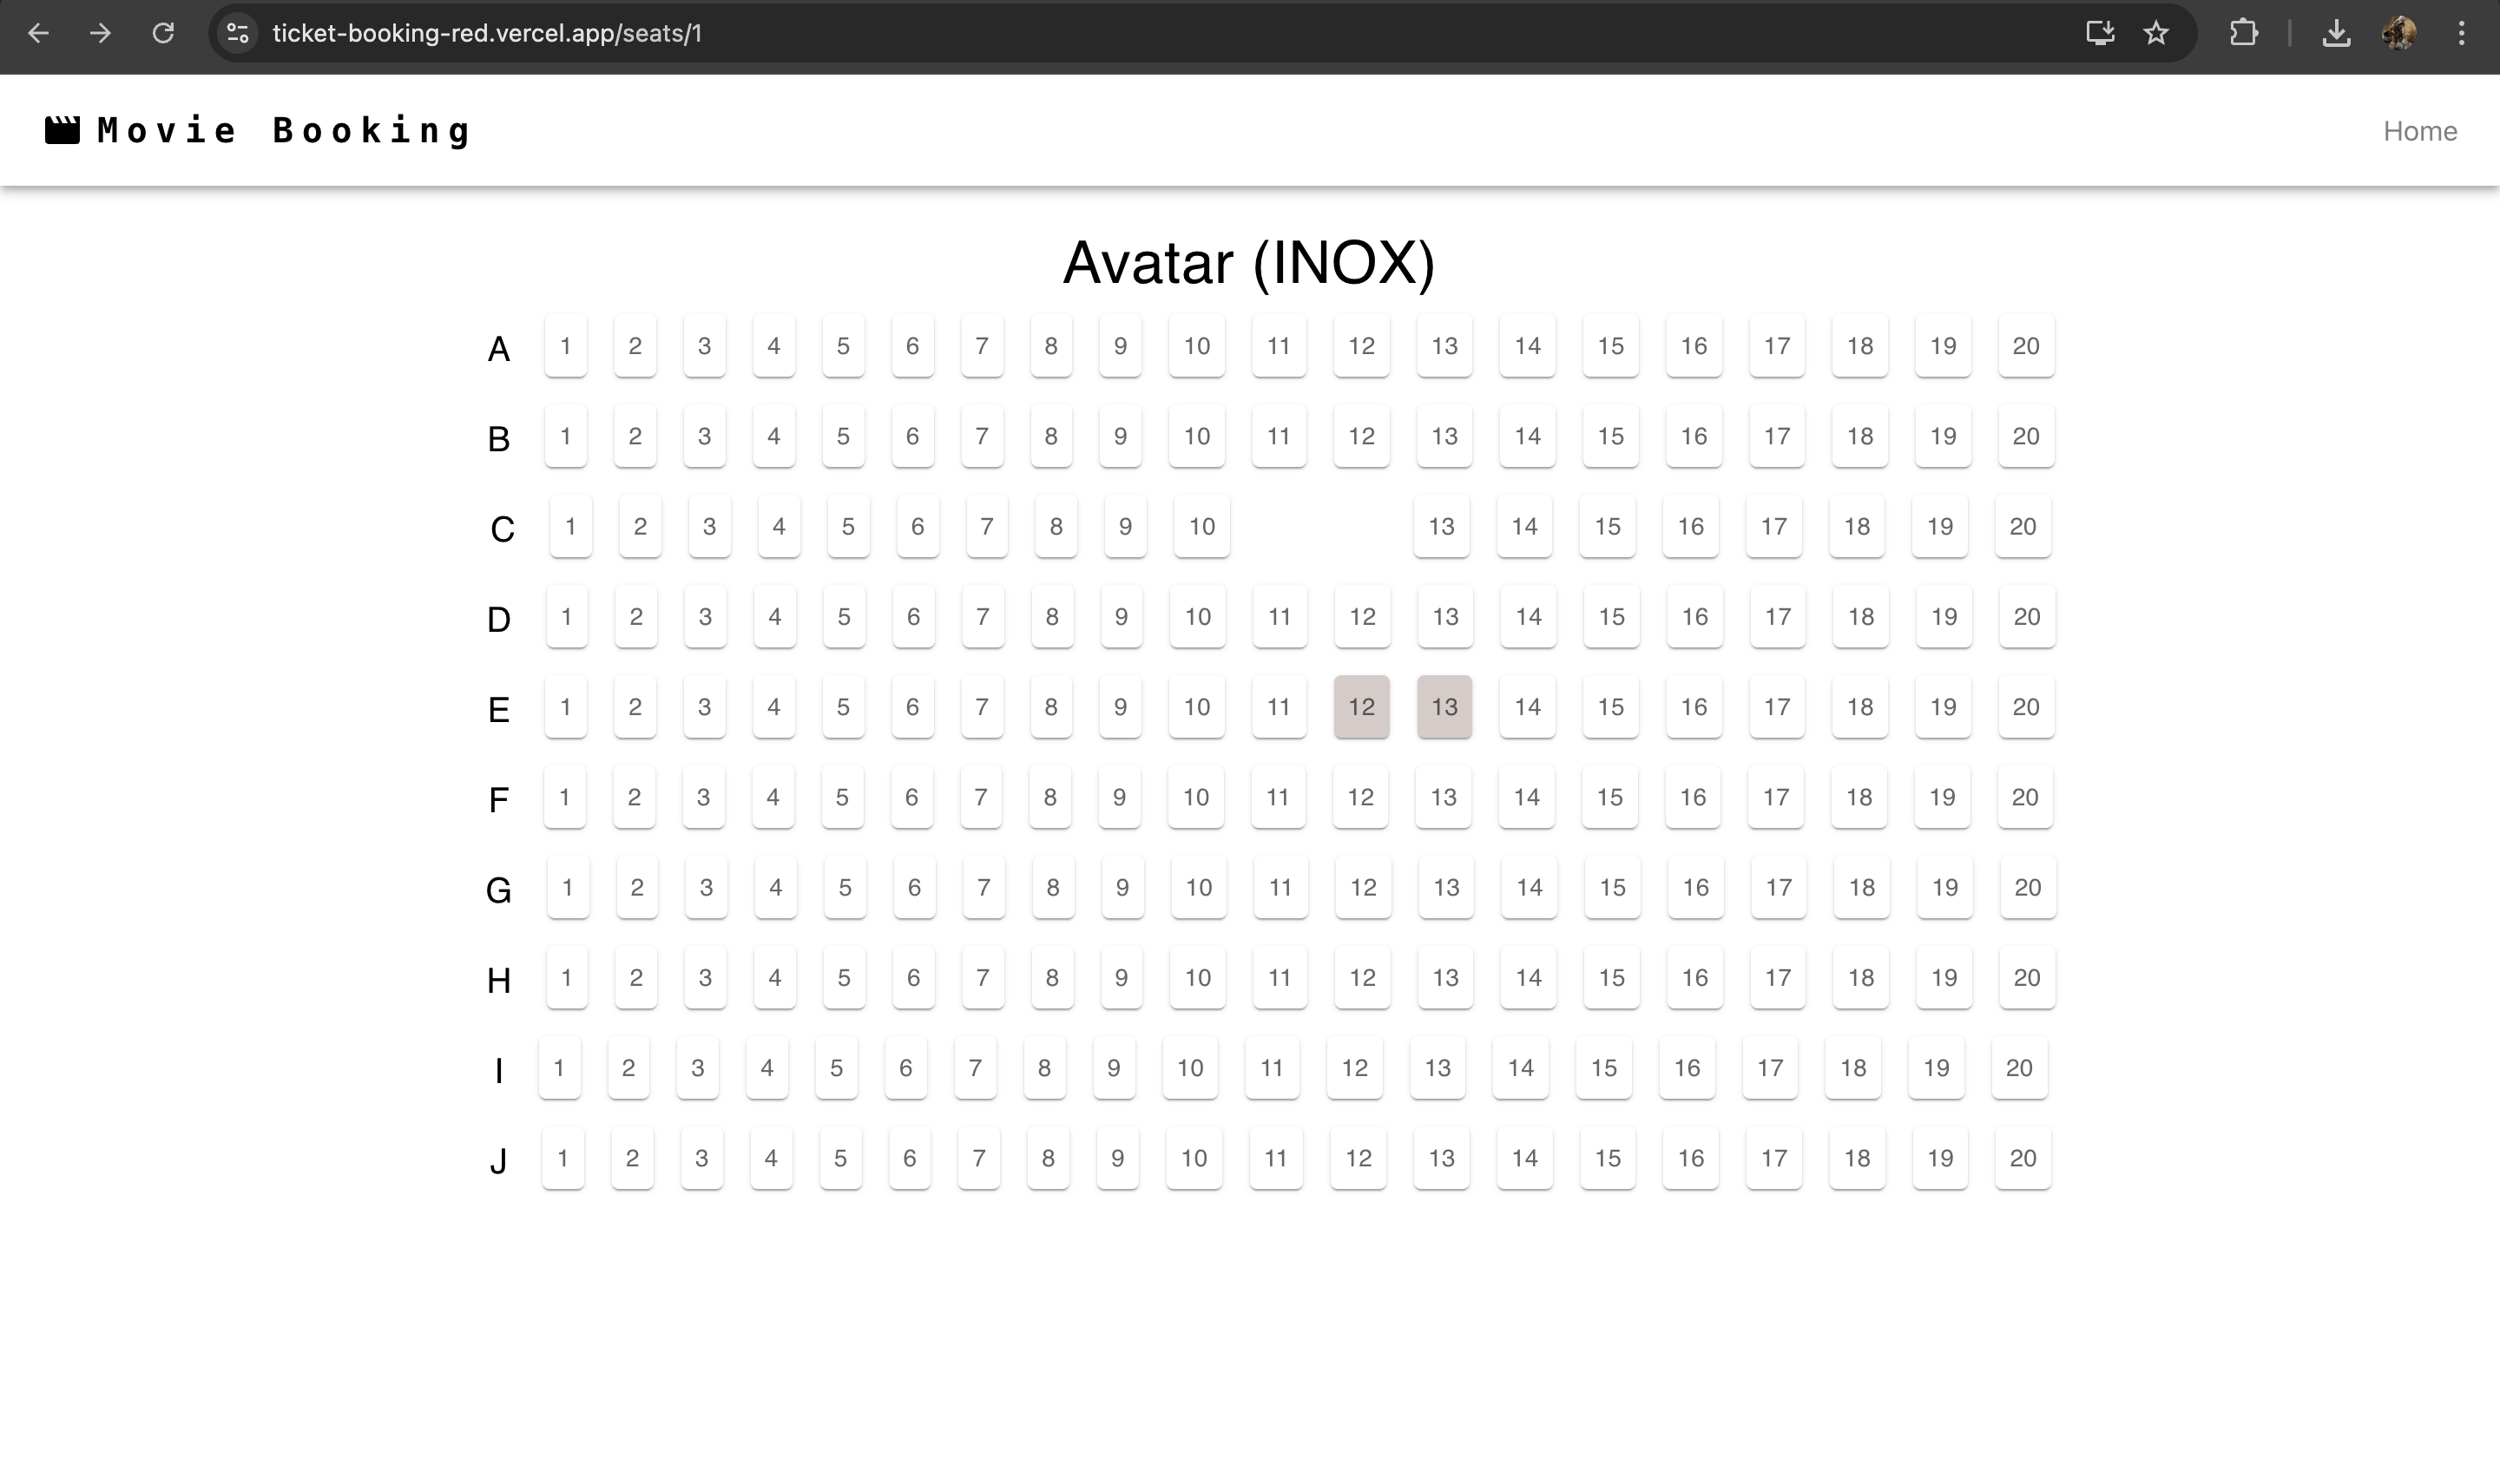 ticket-booking-red.vercel.app/seats/1
Movie Booking Home
Avatar (INOX)
A 1 2 3 4 5 6 7 8 9 10 11 12 13 14 15 16 17 18 19 20
B 1 2 3 4 5 6 7 8 9 10 11 12 13 14 15 16 17 18 19 20
C 1 2 3 4 5 6 7 8 9 10 13 14 15 16 17 18 19 20
D 1 2 3 4 5 6 7 8 9 10 11 12 13 14 15 16 17 18 19 20
E 1 2 3 4 5 6 7 8 9 10 11 12 13 14 15 16 17 18 19 20
F 1 2 3 4 5 6 7 8 9 10 11 12 13 14 15 16 17 18 19 20
G 1 2 3 4 5 6 7 8 9 10 11 12 13 14 15 16 17 18 19 20
H 1 2 3 4 5 6 7 8 9 10 11 12 13 14 15 16 17 18 19 20
I 1 2 3 4 5 6 7 8 9 10 11 12 13 14 15 16 17 18 19 20
J 1 2 3 4 5 6 7 8 9 10 11 12 13 14 15 16 17 18 19 20